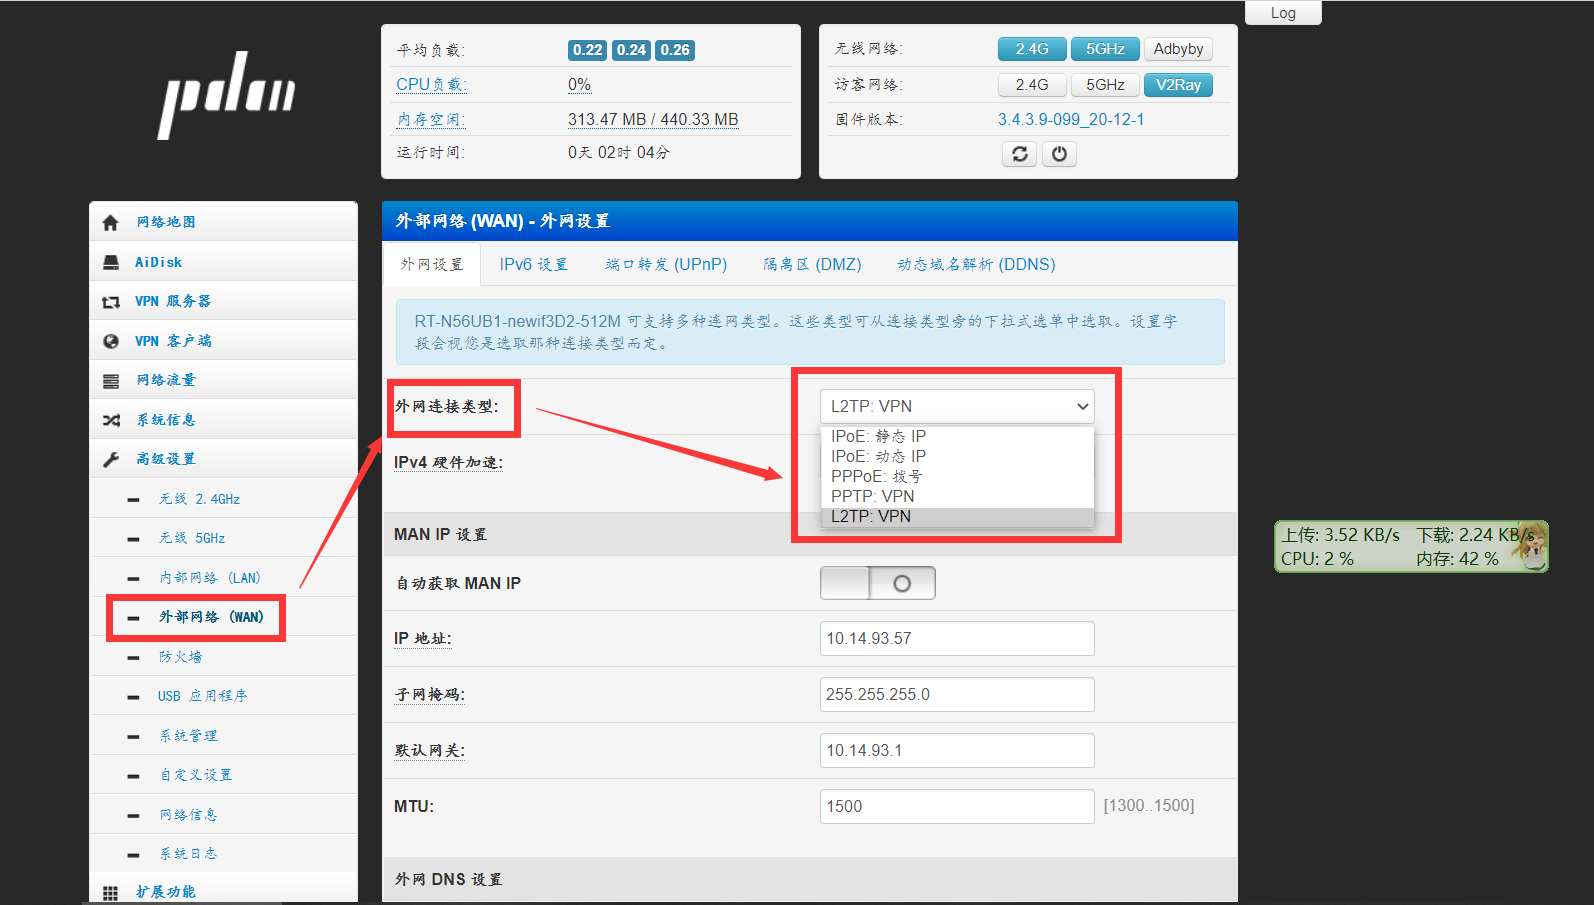 Log
pdcn
平均负载: 0.22 0.24 0.26
CPU负载: 0%
内存空闲: 313.47 MB / 440.33 MB
运行时间: 0天 02时 04分
无线网络: 2.4G 5GHz Adbyby
访客网络: 2.4G 5GHz V2Ray
固件版本: 3.4.3.9-099_20-12-1
网络地图
AiDisk
VPN 服务器
VPN 客户端
网络流量
系统信息
高级设置
无线 2.4GHz
无线 5GHz
内部网络 (LAN)
外部网络 (WAN)
防火墙
USB 应用程序
系统管理
自定义设置
网络信息
系统日志
扩展功能
外部网络 (WAN) - 外网设置
外网设置 IPv6 设置 端口转发 (UPnP) 隔离区 (DMZ) 动态域名解析 (DDNS)
RT-N56UB1-newif3D2-512M 可支持多种连网类型。这些类型可从连接类型旁的下拉式选单中选取。设置字
段会视您是选取那种连接类型而定。
外网连接类型: L2TP: VPN
IPoE: 静态 IP
IPoE: 动态 IP
PPPoE: 拨号
PPTP: VPN
L2TP: VPN
IPv4 硬件加速:
MAN IP 设置
自动获取 MAN IP
IP 地址: 10.14.93.57
子网掩码: 255.255.255.0
默认网关: 10.14.93.1
MTU: 1500 [1300..1500]
外网 DNS 设置
上传: 3.52 KB/s 下载: 2.24 KB/s
CPU: 2 % 内存: 42 %